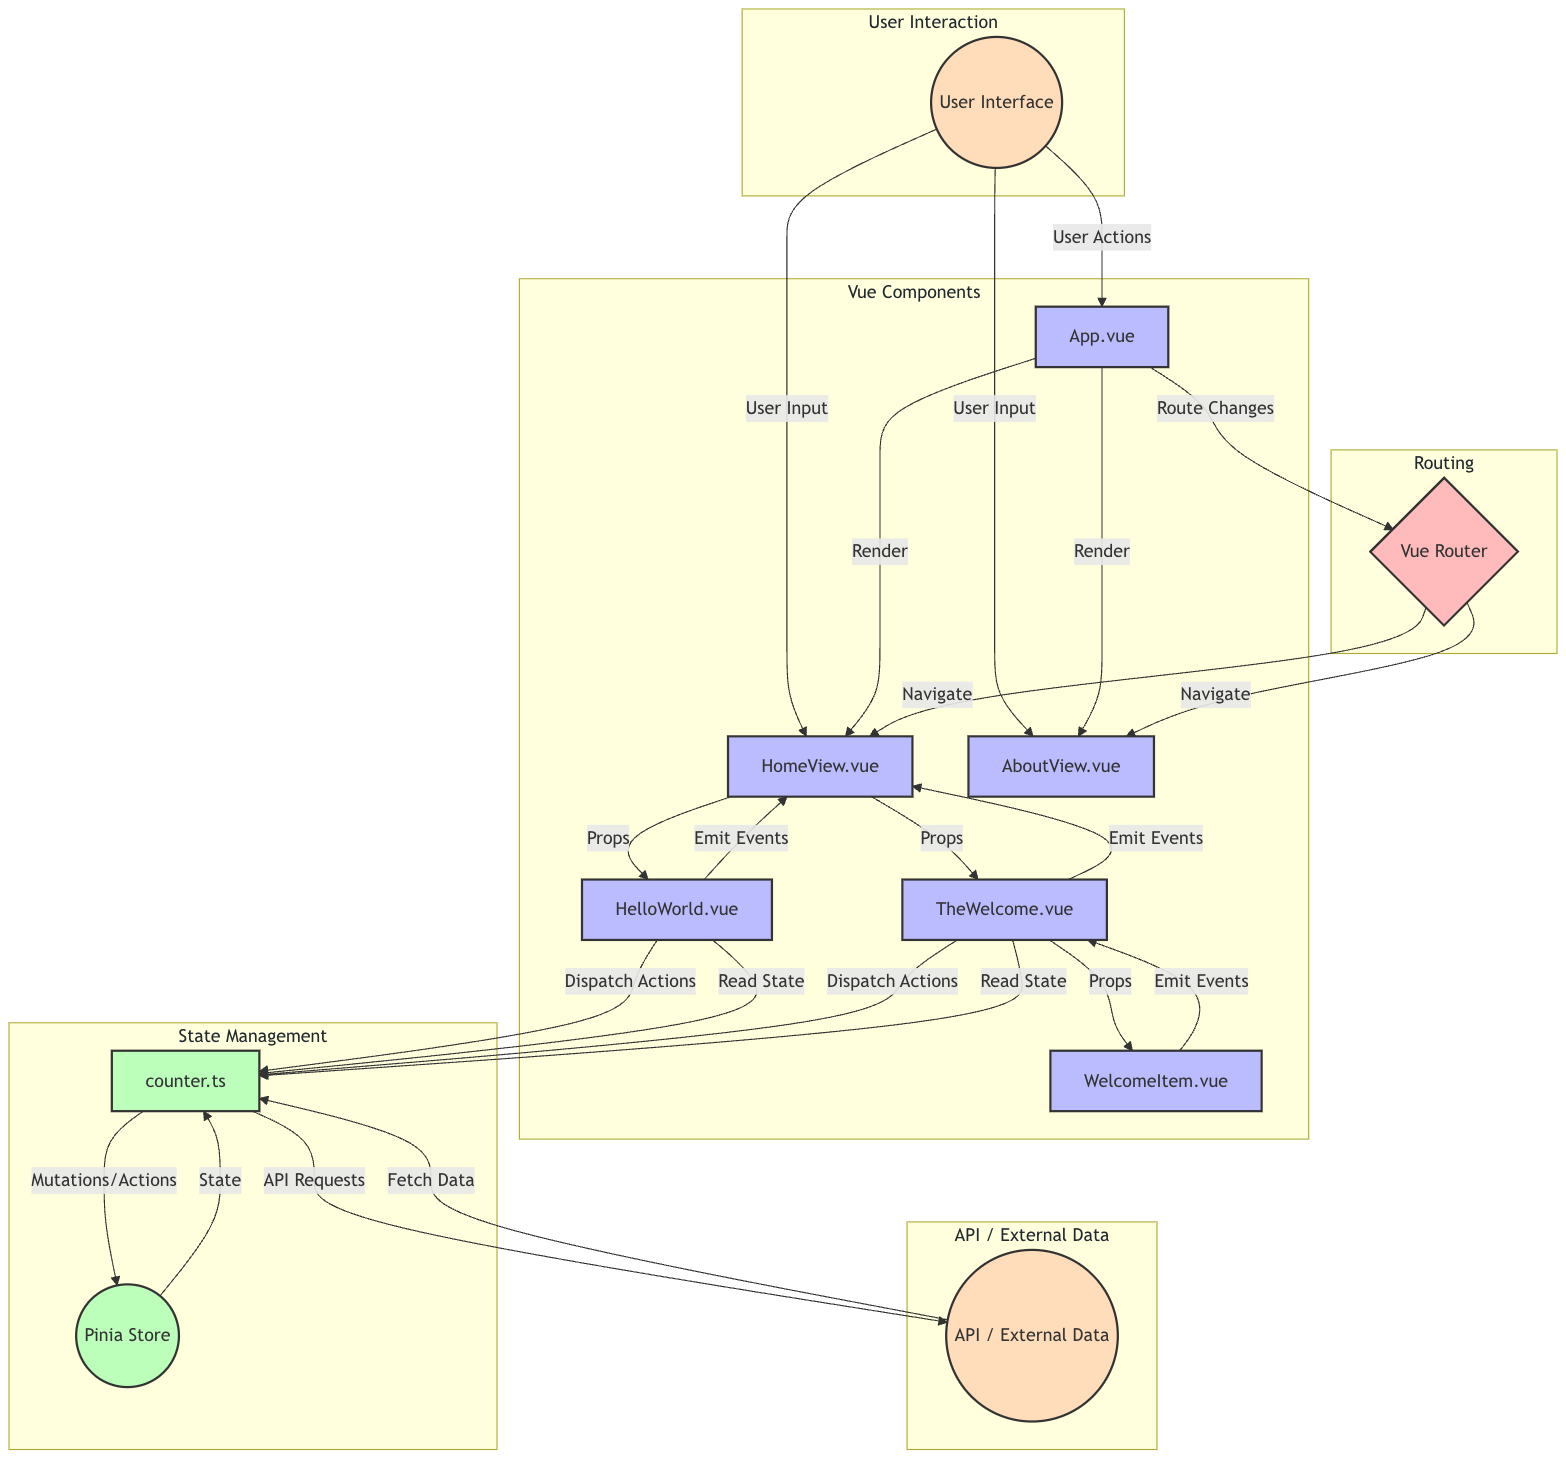 User Interaction
User Interface
User Actions
Vue Components
App.vue
User Input
User Input
Route Changes
Routing
Render
Render
Vue Router
Navigate
Navigate
HomeView.vue
AboutView.vue
Props
Emit Events
Props
Emit Events
HelloWorld.vue
TheWelcome.vue
Dispatch Actions
Read State
Dispatch Actions
Read State
Props
Emit Events
State Management
counter.ts
WelcomeItem.vue
Mutations/Actions
State
API Requests
Fetch Data
API / External Data
Pinia Store
API / External Data